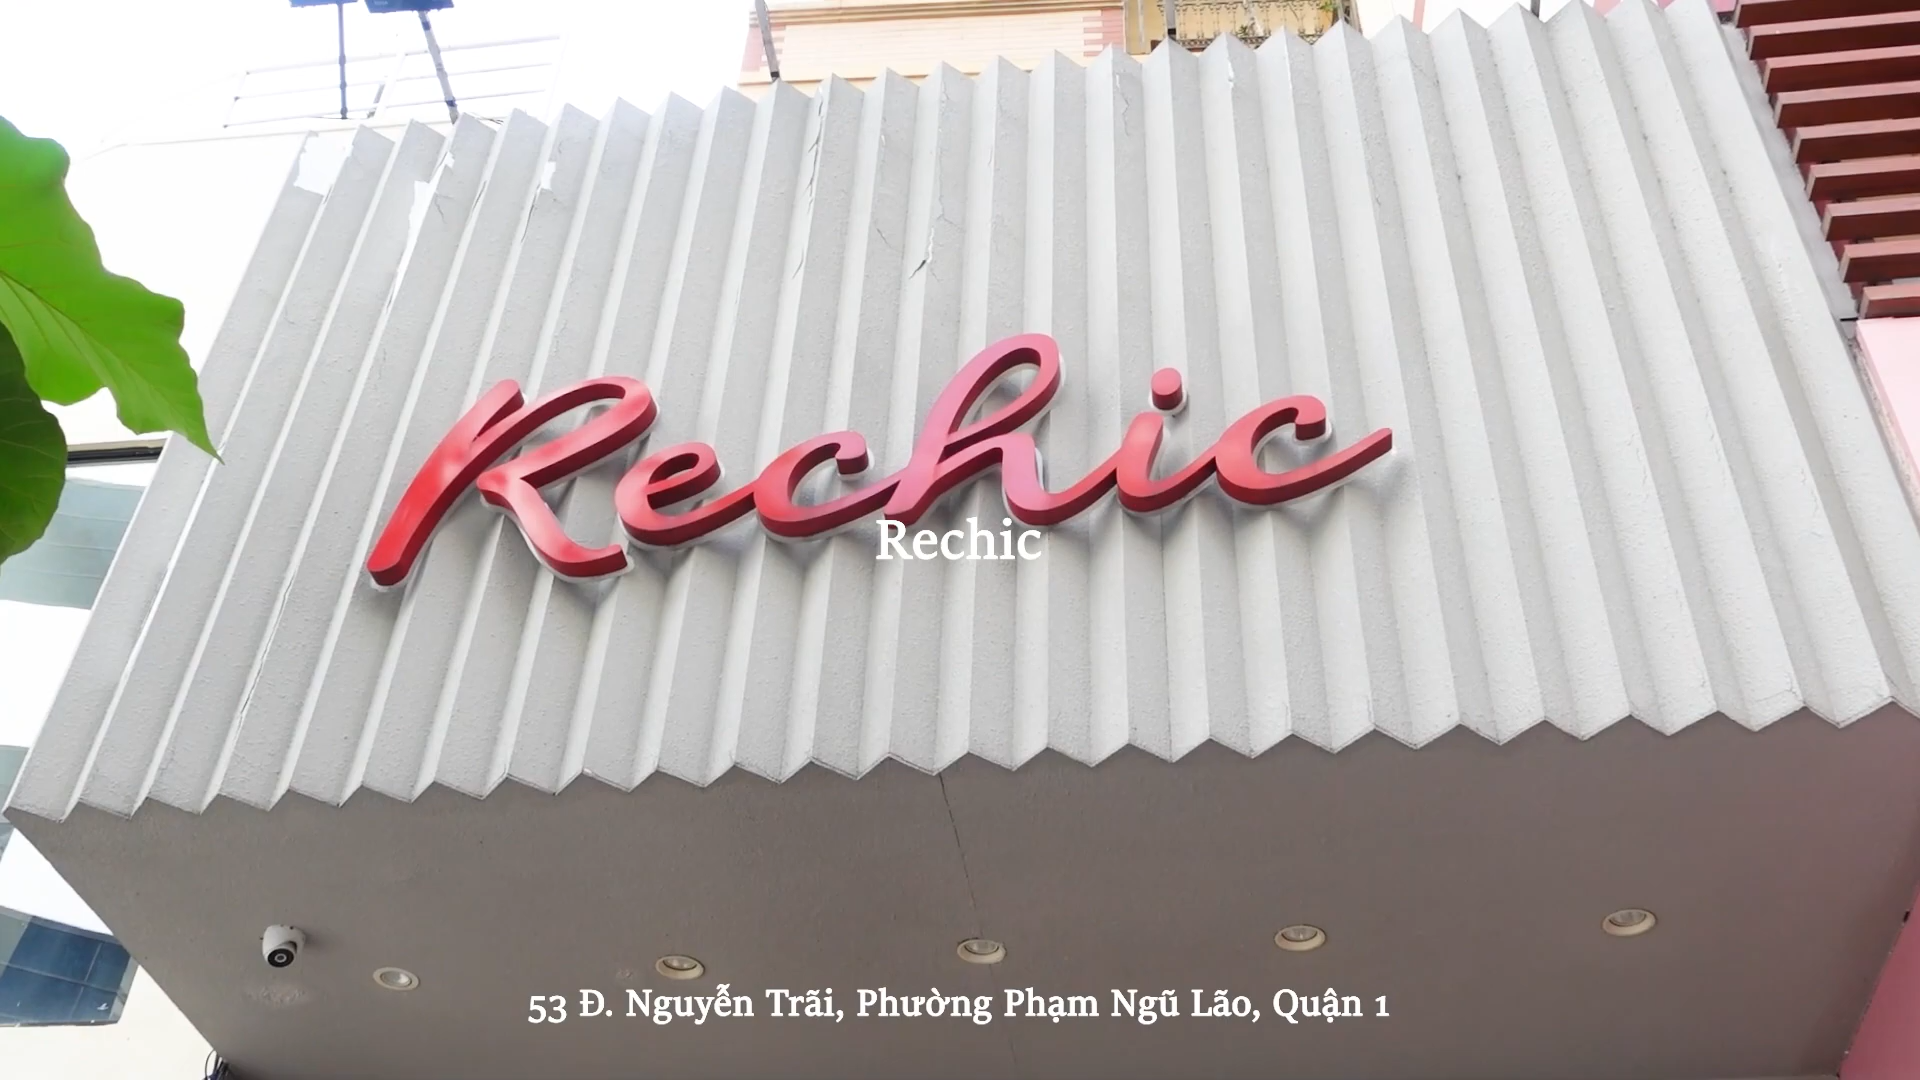 Rechic
Rechic
53 Đ. Nguyễn Trãi, Phường Phạm Ngũ Lão, Quận 1